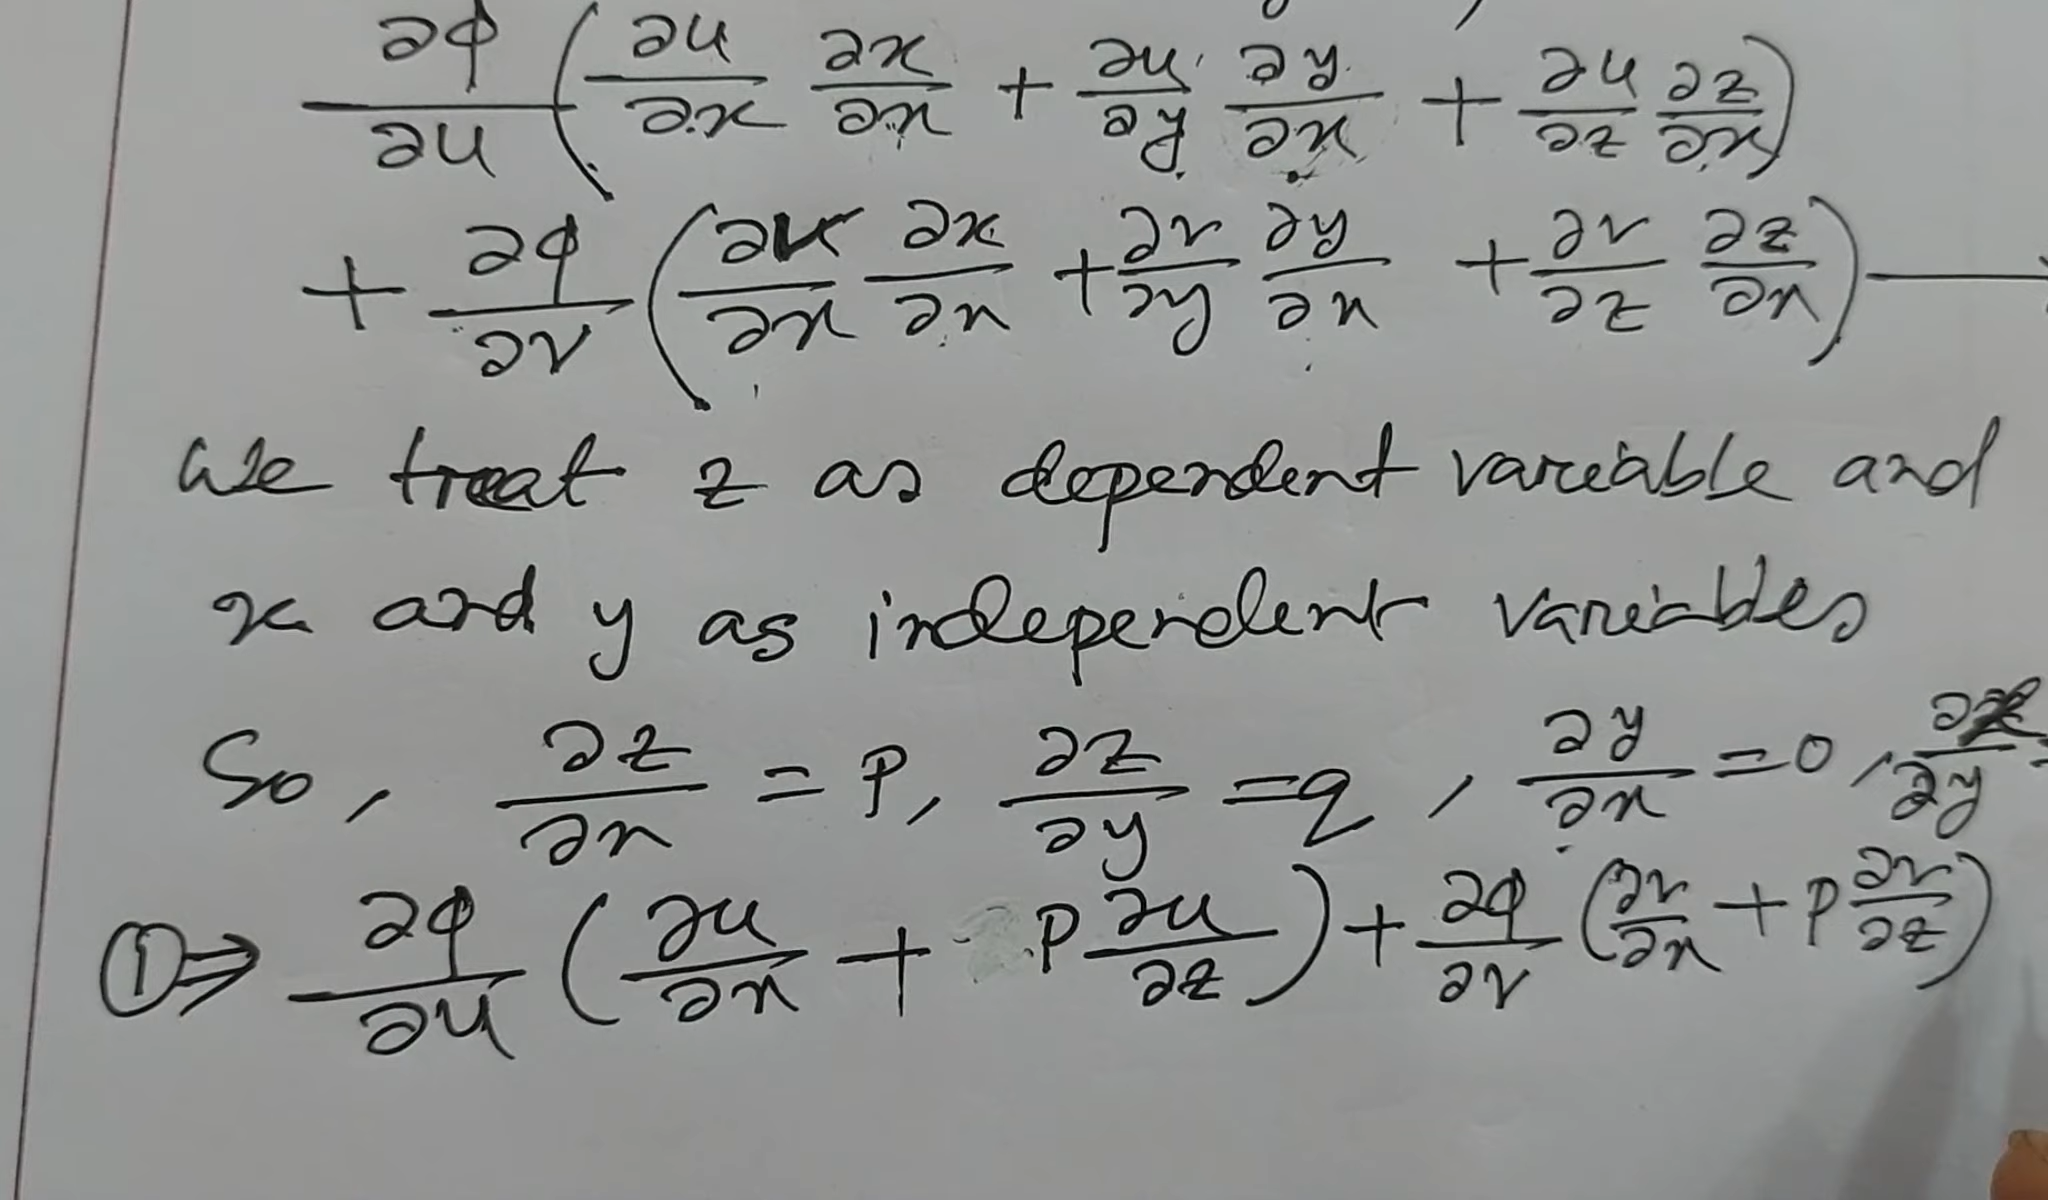 ∂φ/∂u (∂u/∂x ∂x/∂x + ∂u/∂y ∂y/∂x + ∂u/∂z ∂z/∂x)
+ ∂φ/∂v (∂v/∂x ∂x/∂x + ∂v/∂y ∂y/∂x + ∂v/∂z ∂z/∂x) —
We treat z as dependent variable and
x and y as independent variables
So, ∂z/∂x = P, ∂z/∂y = q, ∂y/∂x = 0, ∂x/∂y =
① ⇒ ∂φ/∂u (∂u/∂x + P ∂u/∂z) + ∂φ/∂v (∂v/∂x + P ∂v/∂z)